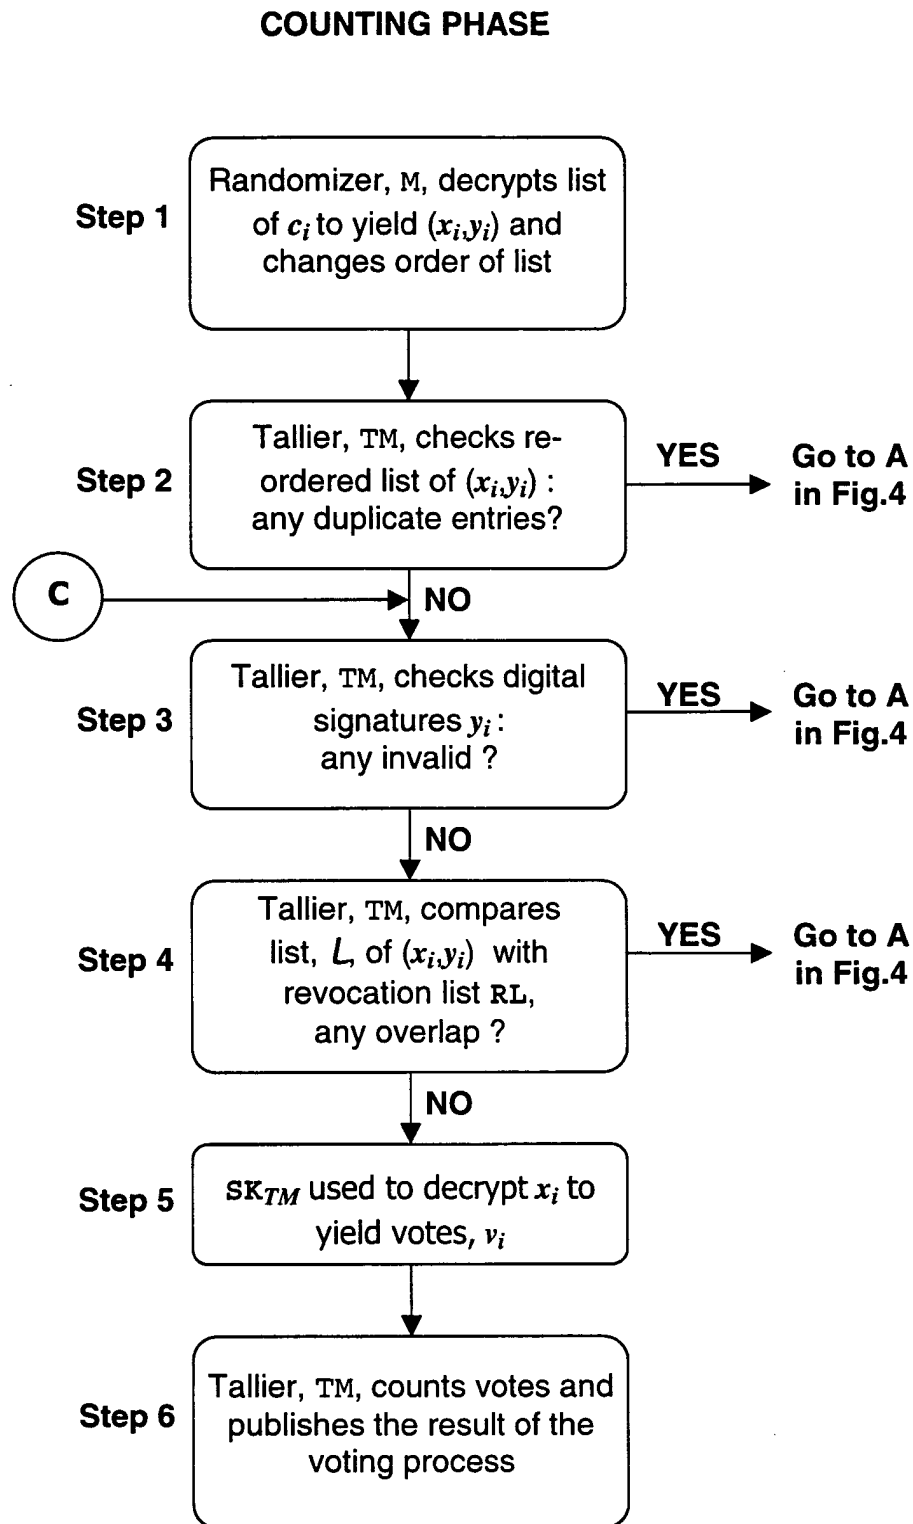 COUNTING PHASE
Step 1
Randomizer, M, decrypts list
of cᵢ to yield (xᵢ,yᵢ) and
changes order of list
Step 2
Tallier, TM, checks re-
ordered list of (xᵢ,yᵢ) :
any duplicate entries?
YES
Go to A
in Fig.4
C
NO
Step 3
Tallier, TM, checks digital
signatures yᵢ :
any invalid ?
YES
Go to A
in Fig.4
NO
Step 4
Tallier, TM, compares
list, L, of (xᵢ,yᵢ) with
revocation list RL,
any overlap ?
YES
Go to A
in Fig.4
NO
Step 5
SK_TM used to decrypt xᵢ to
yield votes, vᵢ
Step 6
Tallier, TM, counts votes and
publishes the result of the
voting process